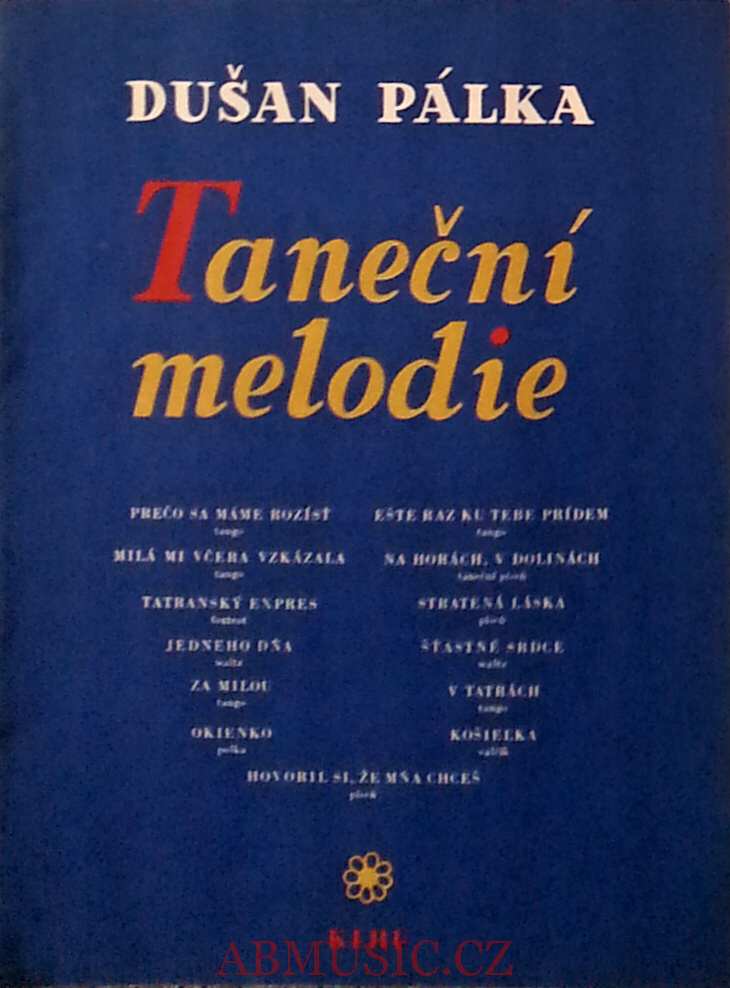 DUŠAN PÁLKA
Taneční
melodie
PREČO SA MÁME ROZÍSŤ
tango
MILÁ MI VČERA VZKÁZALA
tango
TATRANSKÝ EXPRES
foxtrot
JEDNEHO DŇA
waltz
ZA MILOU
tango
OKIENKO
polka
EŠTE RAZ KU TEBE PRÍDEM
tango
NA HORÁCH, V DOLINÁCH
taneční píseň
STRATENÁ LÁSKA
píseň
ŠŤASTNÉ SRDCE
waltz
V TATRÁCH
tango
KOŠIELKA
valčík
HOVORIL SI, ŽE MŇA CHCEŠ
píseň
ABMUSIC.CZ